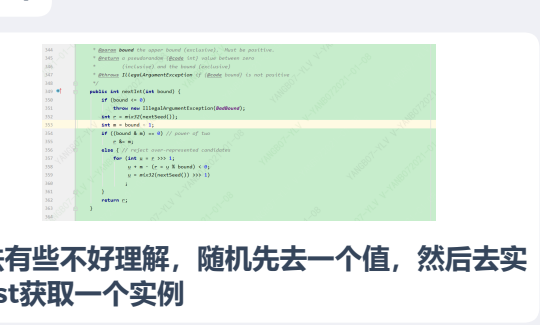 * @param bound the upper bound (exclusive). Must be positive.
* @return a pseudorandom {@code int} value between zero
* (inclusive) and the bound (exclusive)
* @throws IllegalArgumentException if {@code bound} is not positive
*/
public int nextInt(int bound) {
if (bound <= 0)
throw new IllegalArgumentException(BadBound);
int r = mix32(nextSeed());
int m = bound - 1;
if ((bound & m) == 0) // power of two
r &= m;
else { // reject over-represented candidates
for (int u = r >>> 1;
u + m - (r = u % bound) < 0;
u = mix32(nextSeed()) >>> 1)
;
}
return r;
}
有些不好理解，随机先去一个值，然后去实
st获取一个实例